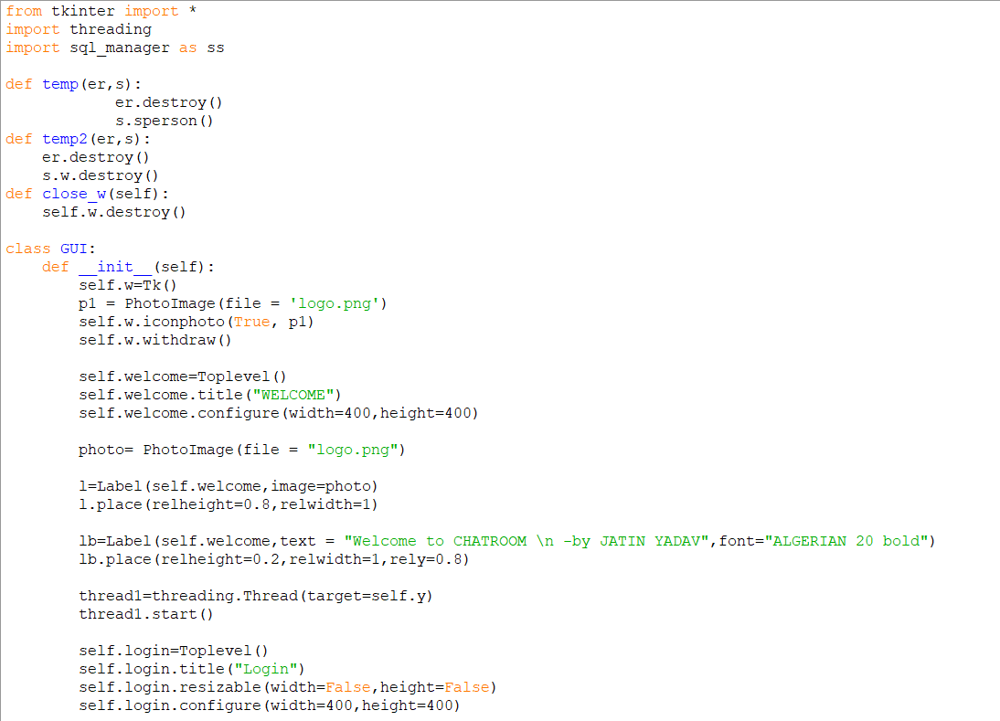 from tkinter import *
import threading
import sql_manager as ss

def temp(er,s):
            er.destroy()
            s.sperson()
def temp2(er,s):
    er.destroy()
    s.w.destroy()
def close_w(self):
    self.w.destroy()

class GUI:
    def __init__(self):
        self.w=Tk()
        p1 = PhotoImage(file = 'logo.png')
        self.w.iconphoto(True, p1)
        self.w.withdraw()

        self.welcome=Toplevel()
        self.welcome.title("WELCOME")
        self.welcome.configure(width=400,height=400)

        photo= PhotoImage(file = "logo.png")

        l=Label(self.welcome,image=photo)
        l.place(relheight=0.8,relwidth=1)

        lb=Label(self.welcome,text = "Welcome to CHATROOM \n -by JATIN YADAV",font="ALGERIAN 20 bold")
        lb.place(relheight=0.2,relwidth=1,rely=0.8)

        thread1=threading.Thread(target=self.y)
        thread1.start()

        self.login=Toplevel()
        self.login.title("Login")
        self.login.resizable(width=False,height=False)
        self.login.configure(width=400,height=400)